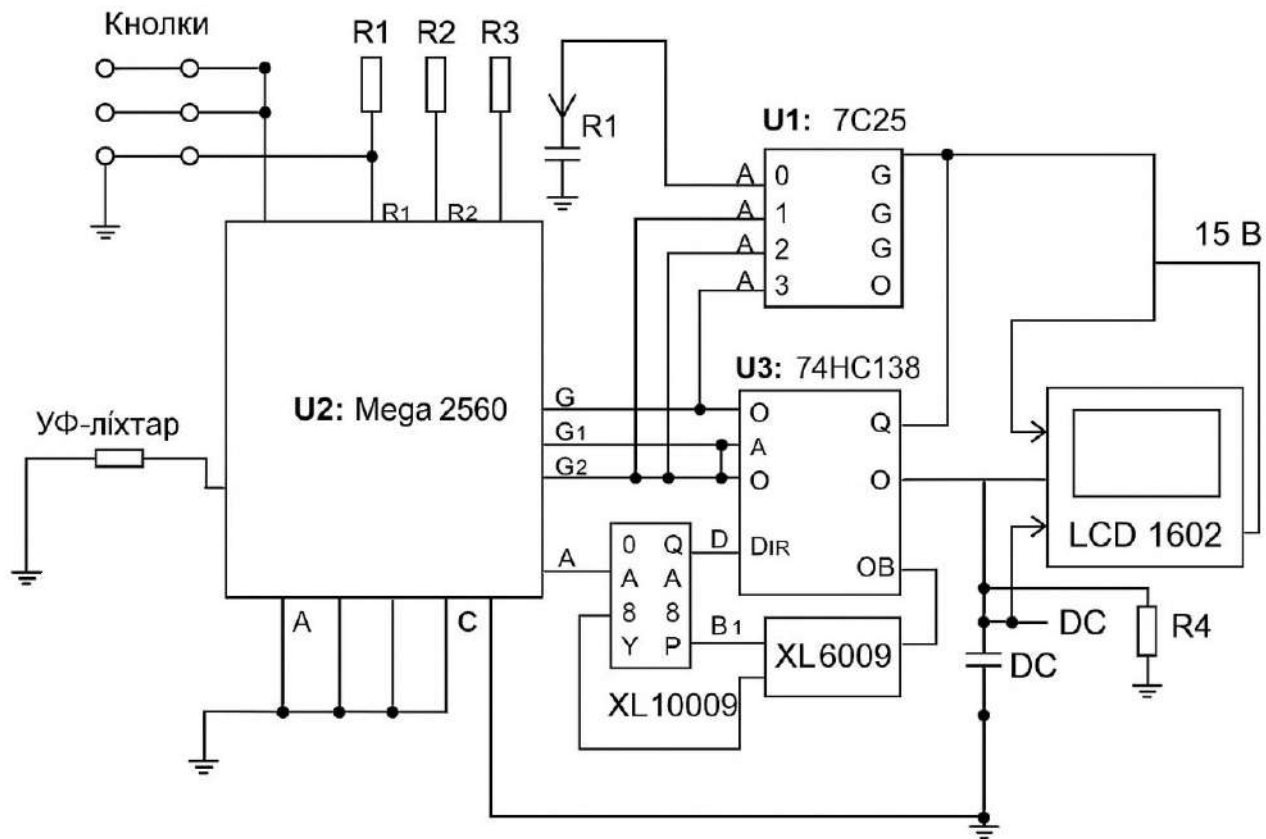 Кнолки
R1 R2 R3
R1
R1 R2
U1: 7C25
A 0 G
A 1 G
A 2 G
A 3 O
15 В
U2: Mega 2560
УФ-ліхтар
U3: 74HC138
G O Q
G1 A
G2 O O
LCD 1602
A 0 Q D DIR
A A
8 8 B1
Y P
OB
XL6009
XL10009
A C
DC
DC
R4